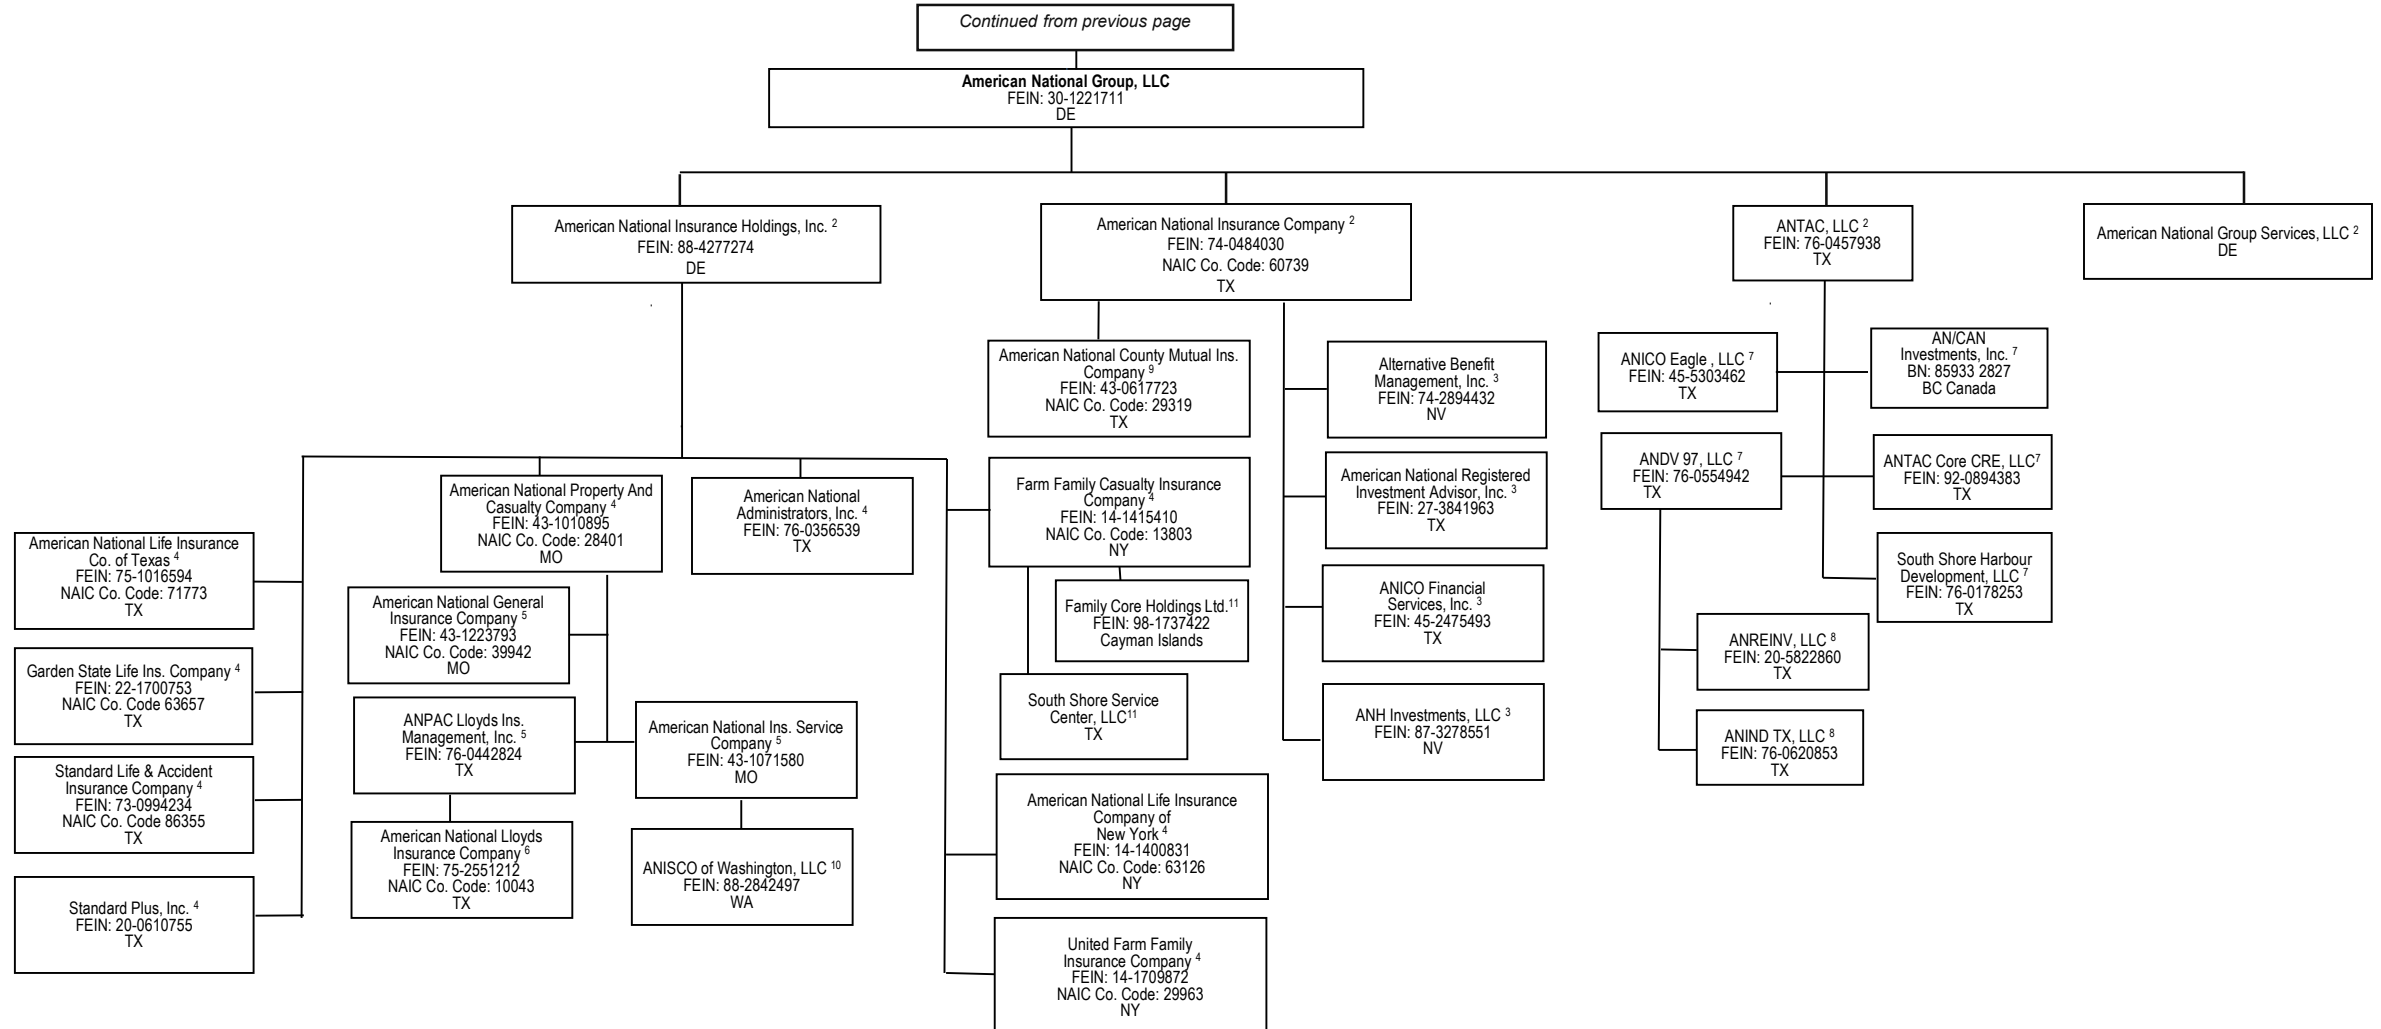 Continued from previous page
American National Group, LLC
FEIN: 30-1221711
DE
American National Insurance Holdings, Inc. 2
FEIN: 88-4277274
DE
American National Insurance Company 2
FEIN: 74-0484030
NAIC Co. Code: 60739
TX
ANTAC, LLC 2
FEIN: 76-0457938
TX
American National Group Services, LLC 2
DE
American National Life Insurance
Co. of Texas 4
FEIN: 75-1016594
NAIC Co. Code: 71773
TX
Garden State Life Ins. Company 4
FEIN: 22-1700753
NAIC Co. Code 63657
TX
Standard Life & Accident
Insurance Company 4
FEIN: 73-0994234
NAIC Co. Code 86355
TX
Standard Plus, Inc. 4
FEIN: 20-0610755
TX
American National Property And
Casualty Company 4
FEIN: 43-1010895
NAIC Co. Code: 28401
MO
American National General
Insurance Company 5
FEIN: 43-1223793
NAIC Co. Code: 39942
MO
ANPAC Lloyds Ins.
Management, Inc. 5
FEIN: 76-0442824
TX
American National Lloyds
Insurance Company 6
FEIN: 75-2551212
NAIC Co. Code: 10043
TX
American National Ins. Service
Company 5
FEIN: 43-1071580
MO
ANISCO of Washington, LLC 10
FEIN: 88-2842497
WA
American National
Administrators, Inc. 4
FEIN: 76-0356539
TX
American National County Mutual Ins.
Company 9
FEIN: 43-0617723
NAIC Co. Code: 29319
TX
Farm Family Casualty Insurance
Company 4
FEIN: 14-1415410
NAIC Co. Code: 13803
NY
Family Core Holdings Ltd.11
FEIN: 98-1737422
Cayman Islands
South Shore Service
Center, LLC11
TX
American National Life Insurance
Company of
New York 4
FEIN: 14-1400831
NAIC Co. Code: 63126
NY
United Farm Family
Insurance Company 4
FEIN: 14-1709872
NAIC Co. Code: 29963
NY
Alternative Benefit
Management, Inc. 3
FEIN: 74-2894432
NV
American National Registered
Investment Advisor, Inc. 3
FEIN: 27-3841963
TX
ANICO Financial
Services, Inc. 3
FEIN: 45-2475493
TX
ANH Investments, LLC 3
FEIN: 87-3278551
NV
ANICO Eagle , LLC 7
FEIN: 45-5303462
TX
AN/CAN
Investments, Inc. 7
BN: 85933 2827
BC Canada
ANDV 97, LLC 7
FEIN: 76-0554942
TX
ANTAC Core CRE, LLC7
FEIN: 92-0894383
TX
South Shore Harbour
Development, LLC 7
FEIN: 76-0178253
TX
ANREINV, LLC 8
FEIN: 20-5822860
TX
ANIND TX, LLC 8
FEIN: 76-0620853
TX